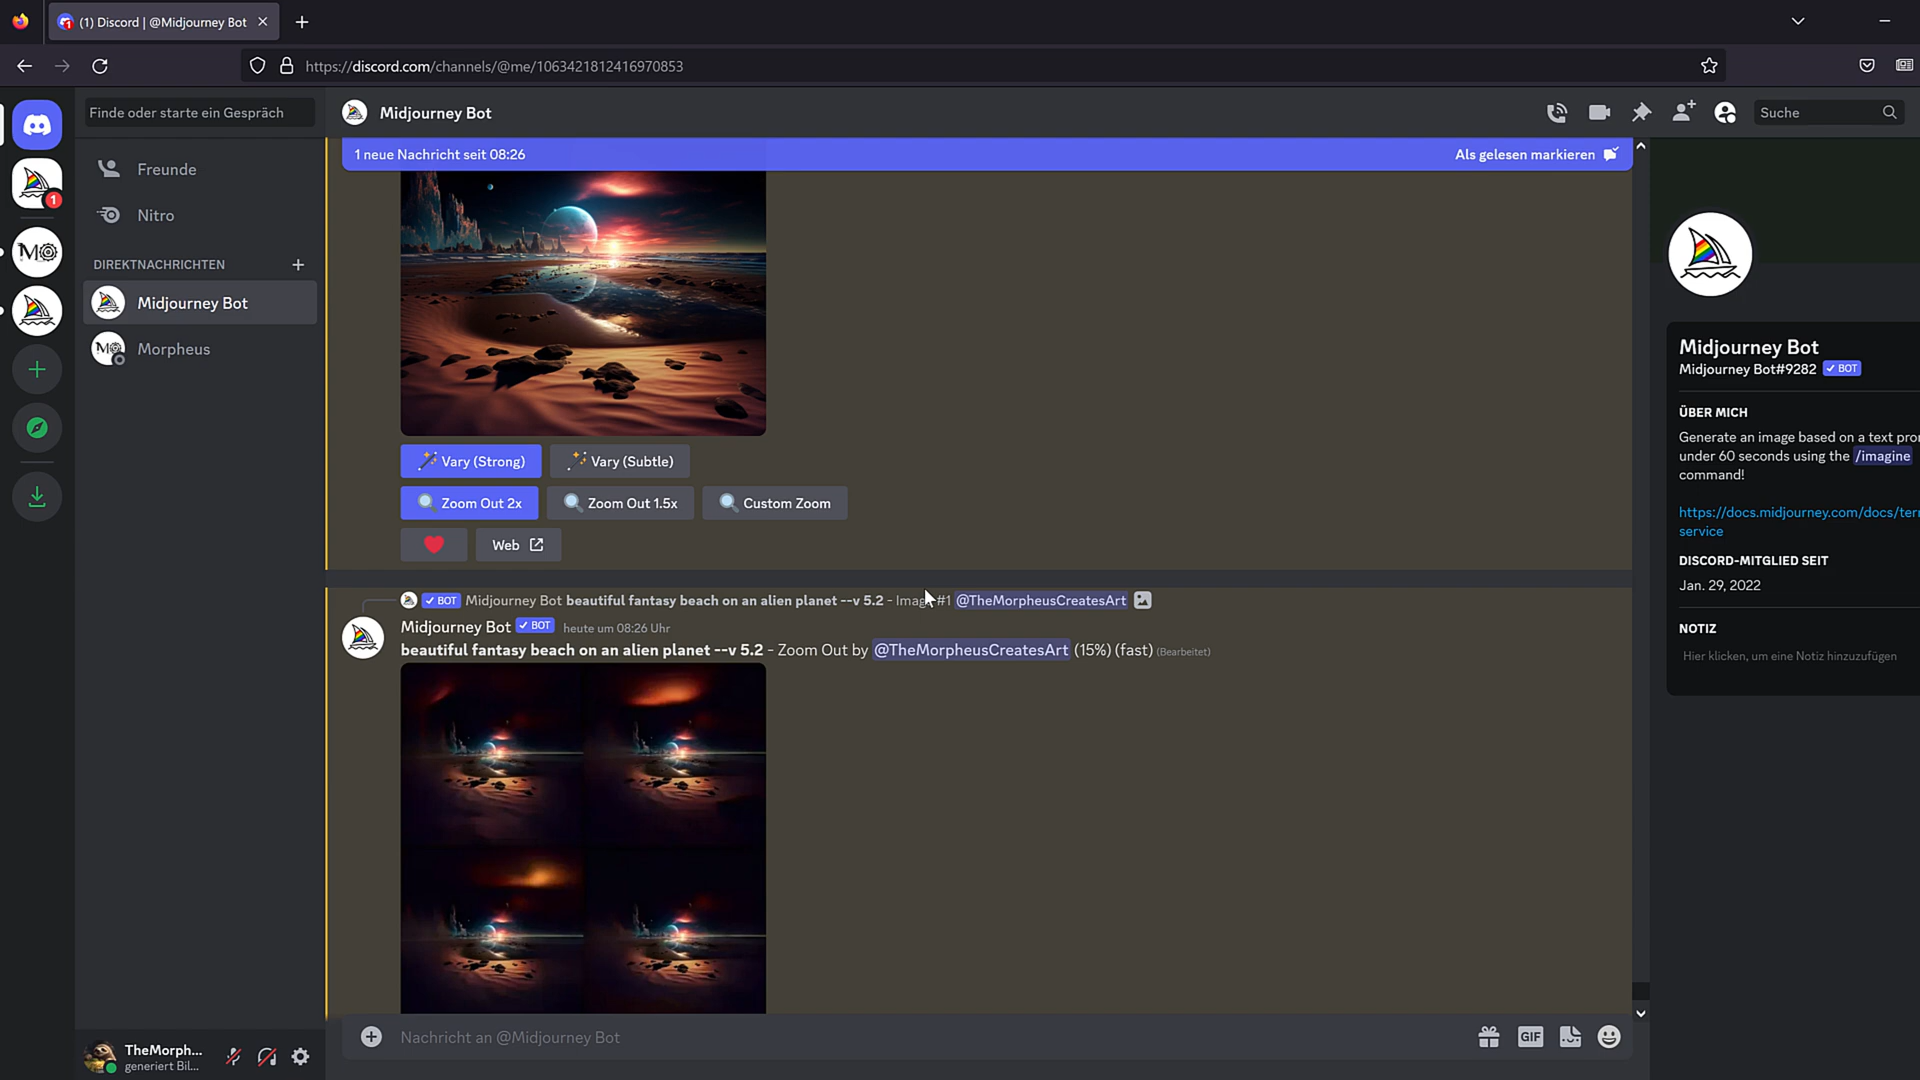 (1) Discord | @Midjourney Bot
https://discord.com/channels/@me/1063421812416970853
Finde oder starte ein Gespräch
Midjourney Bot
Suche
1 neue Nachricht seit 08:26
Als gelesen markieren
1
Freunde
Nitro
DIREKTNACHRICHTEN
Midjourney Bot
Morpheus
Vary (Strong)
Vary (Subtle)
Zoom Out 2x
Zoom Out 1.5x
Custom Zoom
Web
BOT Midjourney Bot beautiful fantasy beach on an alien planet --v 5.2 - Image #1 @TheMorpheusCreatesArt
Midjourney Bot BOT heute um 08:26 Uhr
beautiful fantasy beach on an alien planet --v 5.2 - Zoom Out by @TheMorpheusCreatesArt (15%) (fast) (Bearbeitet)
Nachricht an @Midjourney Bot
GIF
TheMorph...
generiert Bil...
Midjourney Bot
Midjourney Bot#9282 BOT
ÜBER MICH
Generate an image based on a text pro
under 60 seconds using the /imagine
command!
https://docs.midjourney.com/docs/ter
service
DISCORD-MITGLIED SEIT
Jan. 29, 2022
NOTIZ
Hier klicken, um eine Notiz hinzuzufügen